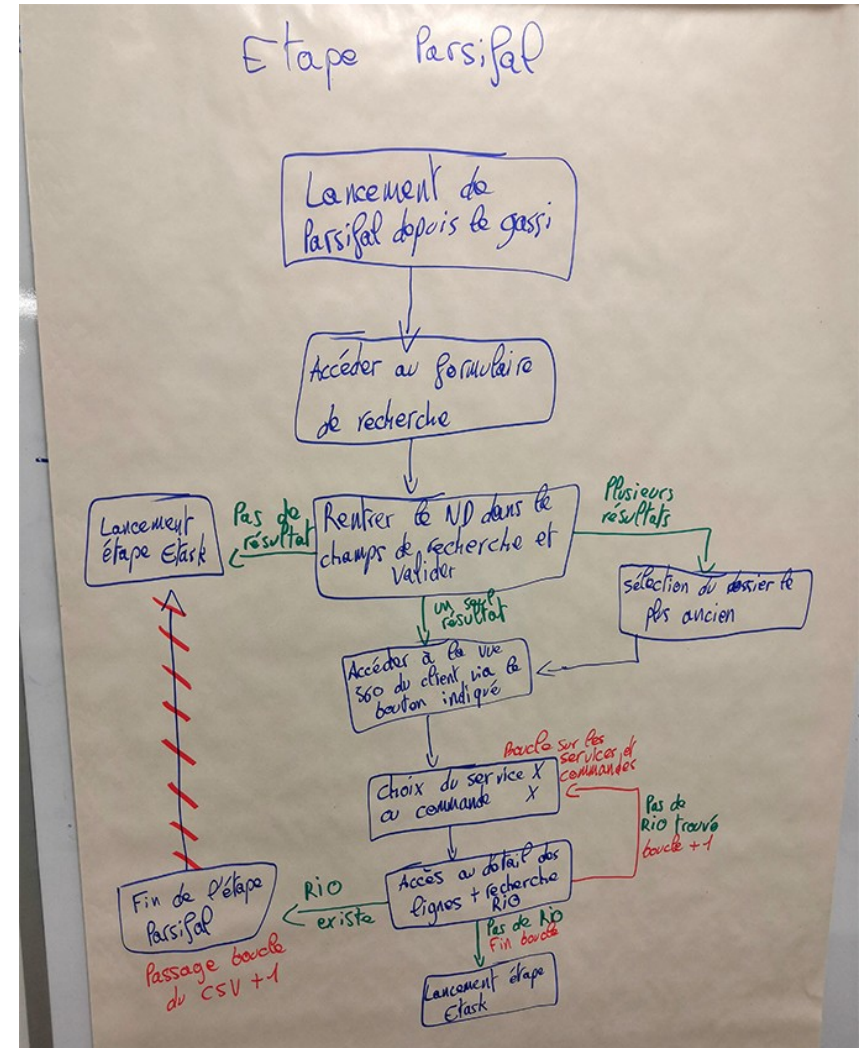 Etape Parsifal
Lancement de
Parsifal depuis le gassi
Accéder au formulaire
de recherche
Lancement
étape Etask
Pas de
résultat
Rentrer le ND dans le
champs de recherche et
Valider
Plusieurs
résultats
sélection du dossier le
plus ancien
un seul
résultat
Accéder à la vue
360 du client via le
bouton indiqué
Boucle sur les
services et
commandes
Choix du service X
ou commande X
Pas de
RIO trouvé
boucle +1
Accès au détail des
lignes + recherche
RIO
RIO
existe
Fin de l'étape
Parsifal
Passage boucle
du CSV +1
Pas de RIO
Fin boucle
Lancement étape
Etask